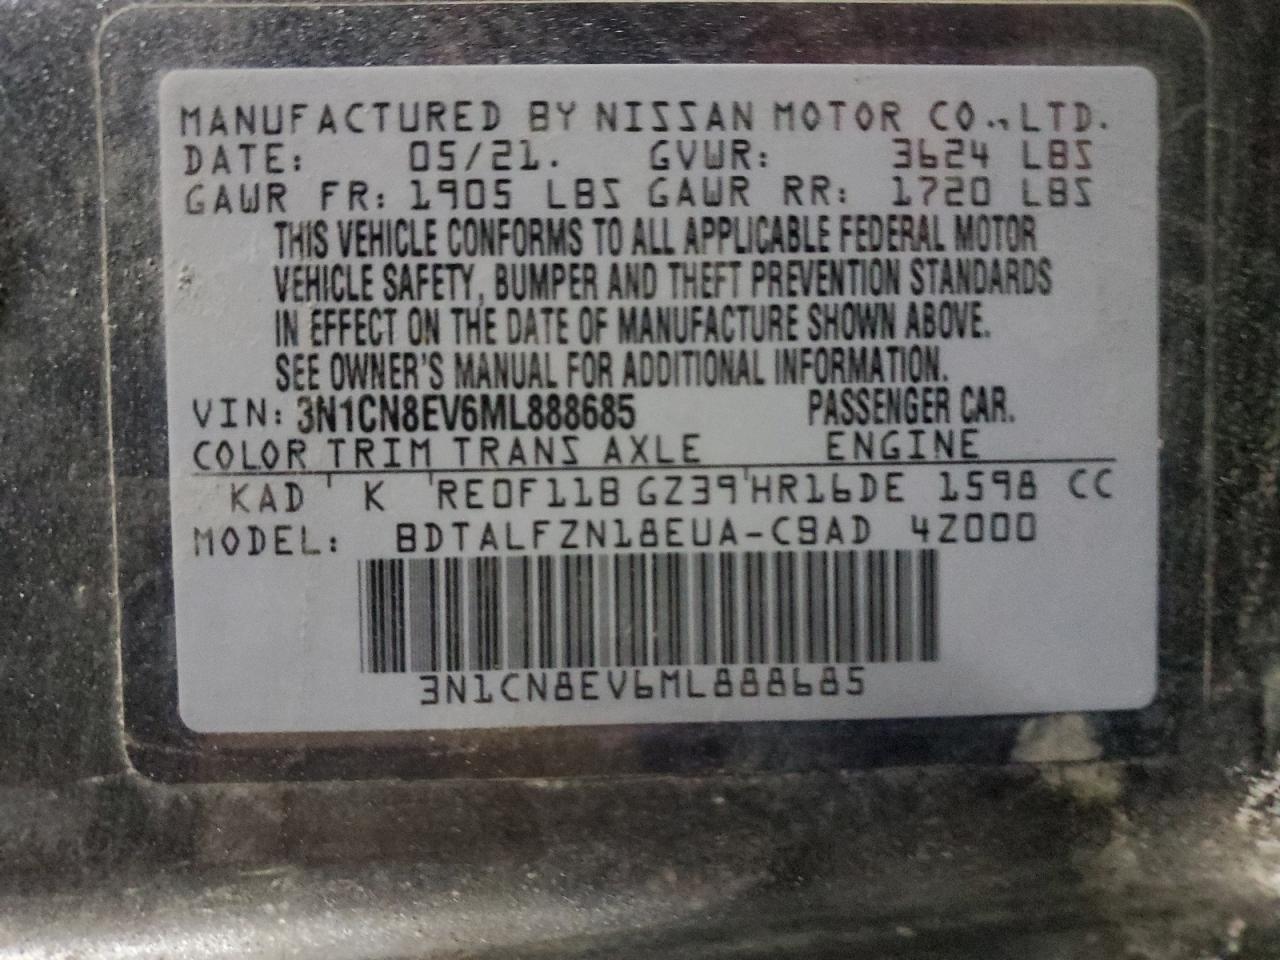 MANUFACTURED BY NISSAN MOTOR CO., LTD.
DATE: 05/21. GVWR: 3624 LBS
GAWR FR: 1905 LBS GAWR RR: 1720 LBS
THIS VEHICLE CONFORMS TO ALL APPLICABLE FEDERAL MOTOR
VEHICLE SAFETY, BUMPER AND THEFT PREVENTION STANDARDS
IN EFFECT ON THE DATE OF MANUFACTURE SHOWN ABOVE.
SEE OWNER'S MANUAL FOR ADDITIONAL INFORMATION.
VIN: 3N1CN8EV6ML888685 PASSENGER CAR.
COLOR TRIM TRANS AXLE ENGINE
KAD ' K 'RE0F11B GZ39'HR16DE 1598 CC
MODEL: BDTALFZN18EUA-C9AD 4Z000
3N1CN8EV6ML888685